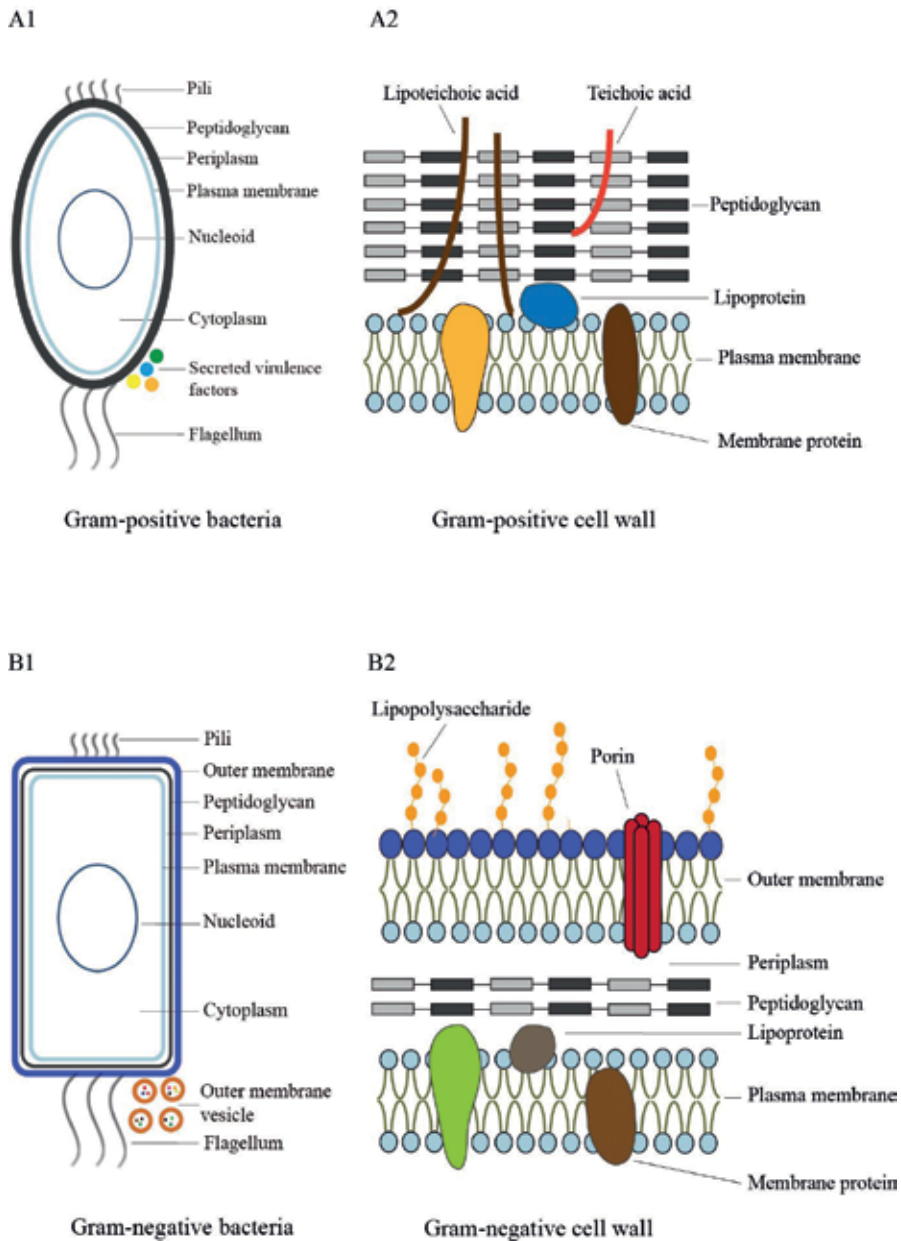 A1
Pili
Peptidoglycan
Periplasm
Plasma membrane
Nucleoid
Cytoplasm
Secreted virulence
factors
Flagellum
Gram-positive bacteria
A2
Lipoteichoic acid
Teichoic acid
Peptidoglycan
Lipoprotein
Plasma membrane
Membrane protein
Gram-positive cell wall
B1
Pili
Outer membrane
Peptidoglycan
Periplasm
Plasma membrane
Nucleoid
Cytoplasm
Outer membrane
vesicle
Flagellum
Gram-negative bacteria
B2
Lipopolysaccharide
Porin
Outer membrane
Periplasm
Peptidoglycan
Lipoprotein
Plasma membrane
Membrane protein
Gram-negative cell wall